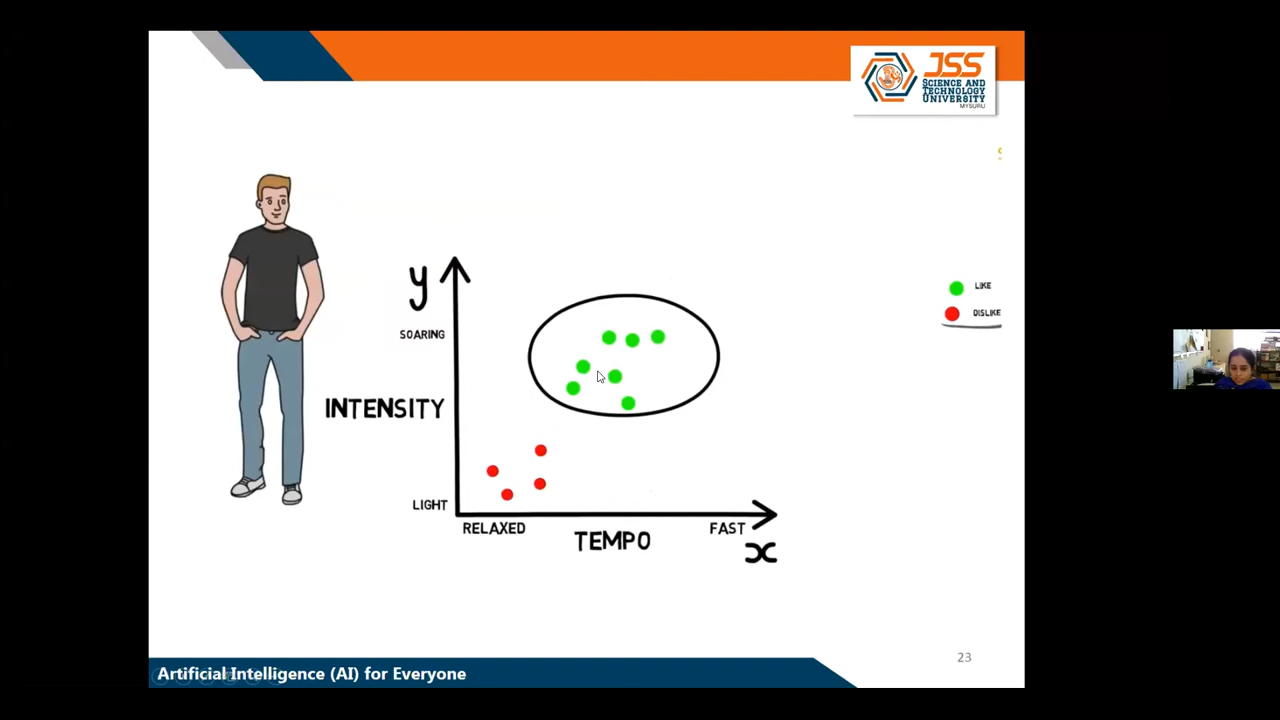 JSS
SCIENCE AND
TECHNOLOGY
UNIVERSITY
MYSURU
y
LIKE
DISLIKE
SOARING
INTENSITY
LIGHT
RELAXED
TEMPO
FAST
x
23
Artificial Intelligence (AI) for Everyone